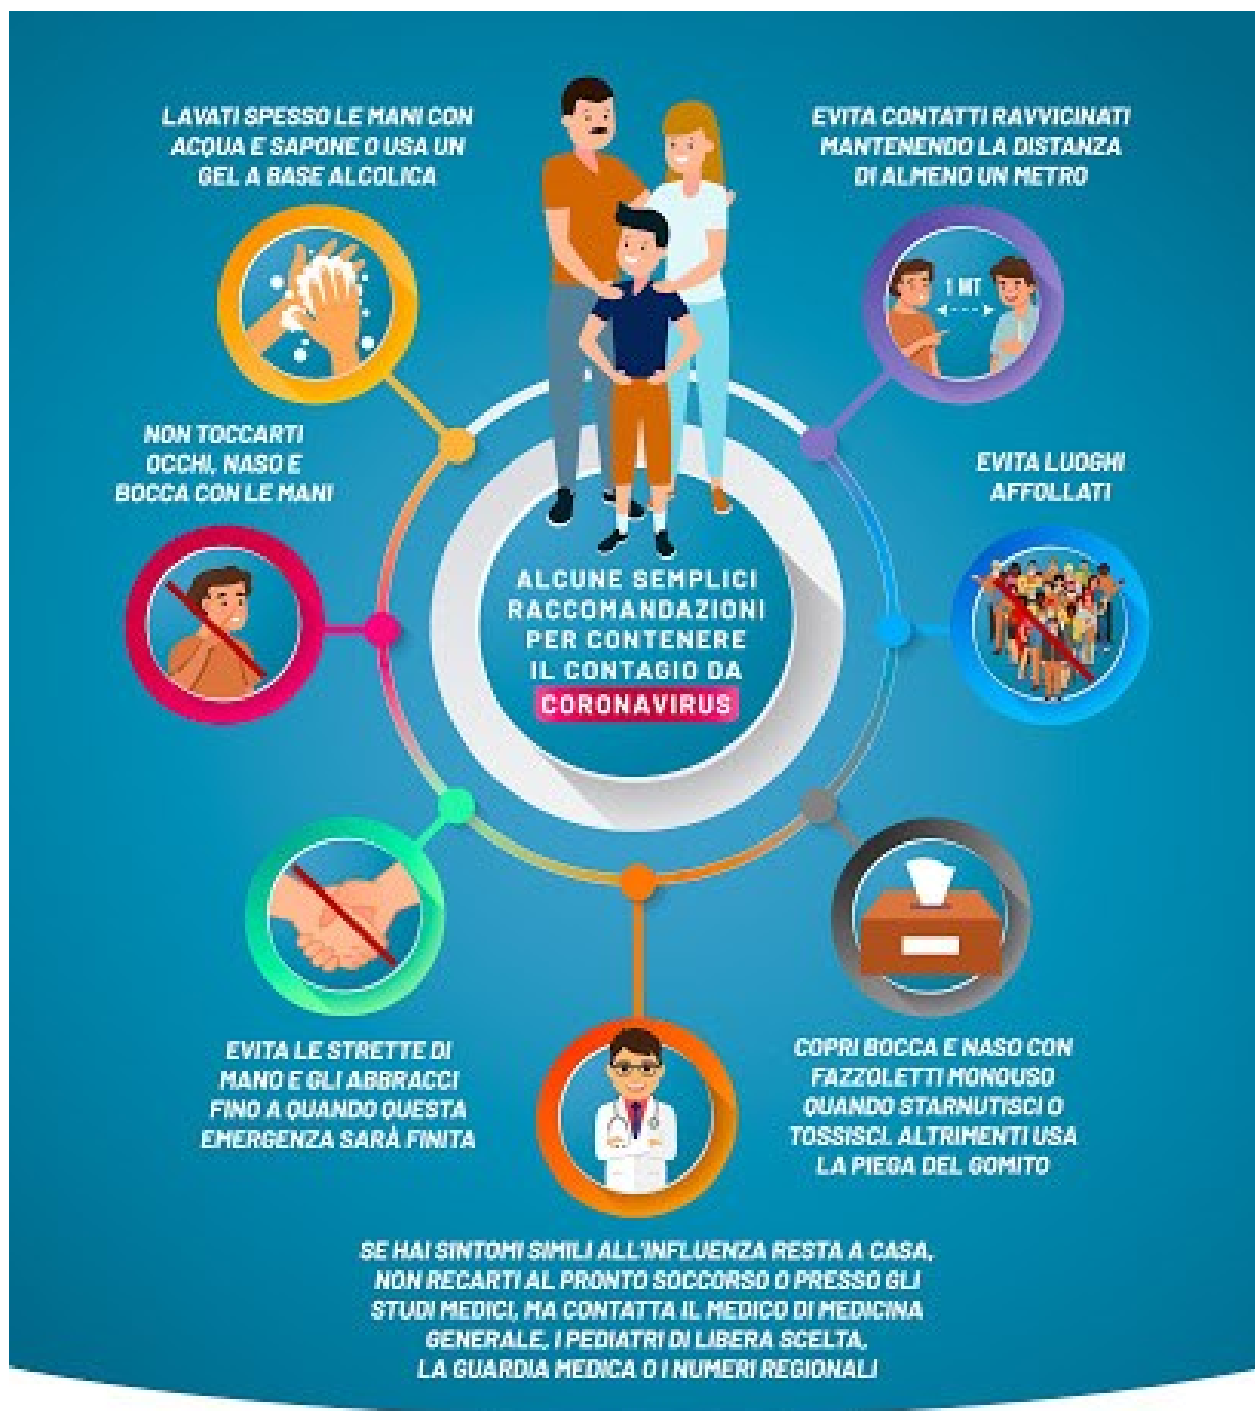 LAVATI SPESSO LE MANI CON
ACQUA E SAPONE O USA UN
GEL A BASE ALCOLICA
EVITA CONTATTI RAVVICINATI
MANTENENDO LA DISTANZA
DI ALMENO UN METRO
1 MT
NON TOCCARTI
OCCHI, NASO E
BOCCA CON LE MANI
EVITA LUOGHI
AFFOLLATI
ALCUNE SEMPLICI
RACCOMANDAZIONI
PER CONTENERE
IL CONTAGIO DA
CORONAVIRUS
EVITA LE STRETTE DI
MANO E GLI ABBRACCI
FINO A QUANDO QUESTA
EMERGENZA SARÀ FINITA
COPRI BOCCA E NASO CON
FAZZOLETTI MONOUSO
QUANDO STARNUTISCI O
TOSSISCI. ALTRIMENTI USA
LA PIEGA DEL GOMITO
SE HAI SINTOMI SIMILI ALL'INFLUENZA RESTA A CASA,
NON RECARTI AL PRONTO SOCCORSO O PRESSO GLI
STUDI MEDICI, MA CONTATTA IL MEDICO DI MEDICINA
GENERALE, I PEDIATRI DI LIBERA SCELTA,
LA GUARDIA MEDICA O I NUMERI REGIONALI